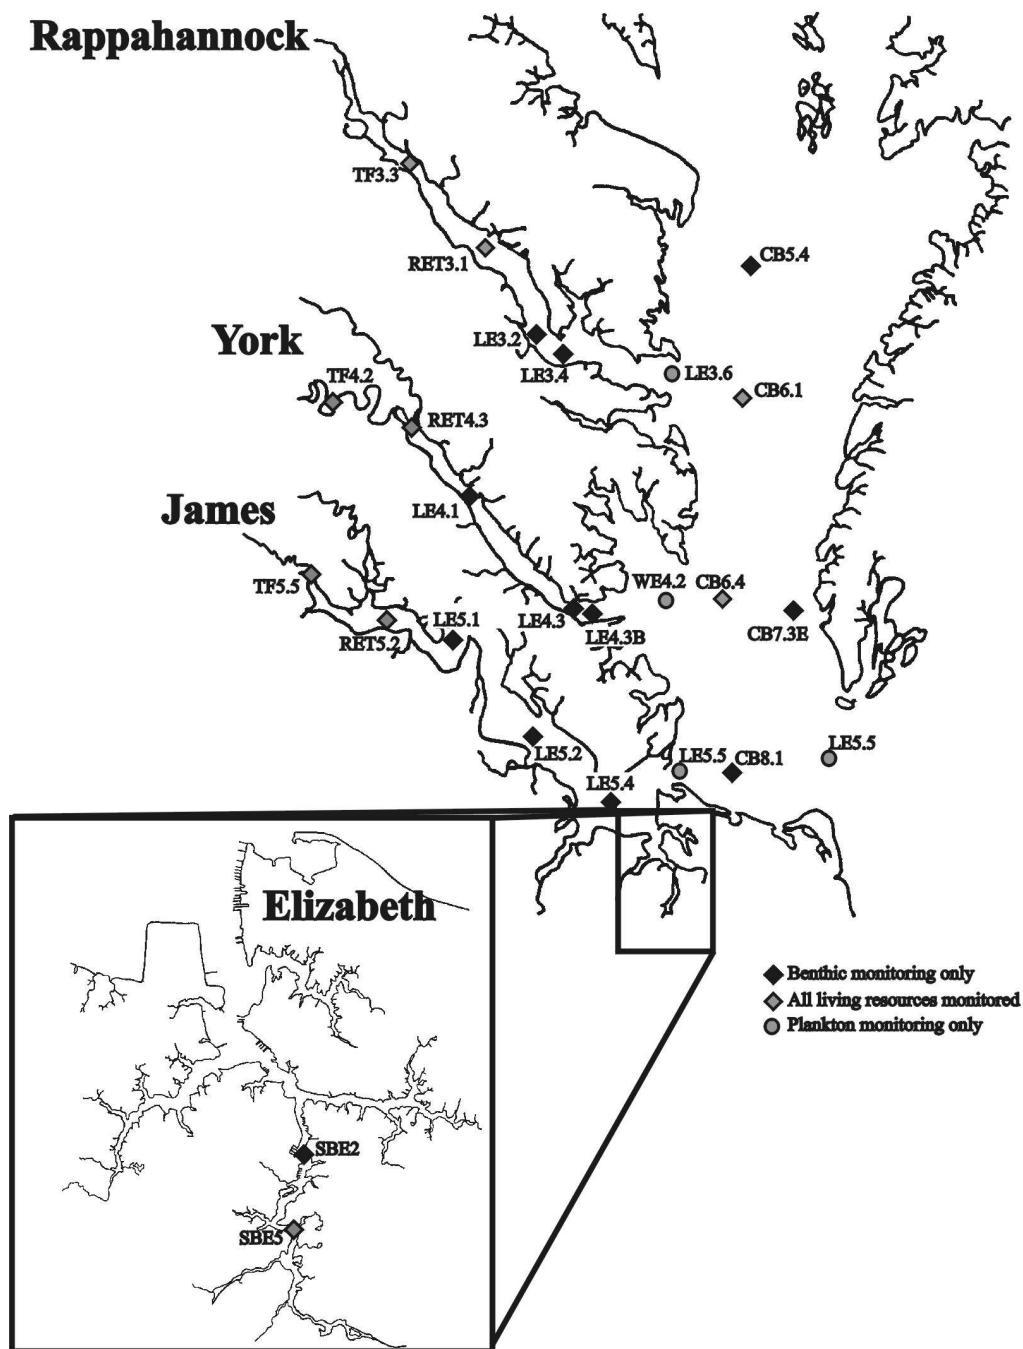 Rappahannock
TF3.3
RET3.1
CB5.4
LE3.2
LE3.4
LE3.6
CB6.1
York
TF4.2
RET4.3
LE4.1
James
TF5.5
RET5.2
LE5.1
LE4.3
LE4.3B
WE4.2
CB6.4
CB7.3E
LE5.2
LE5.5
CB8.1
LE5.5
LE5.4
Elizabeth
Benthic monitoring only
All living resources monitored
Plankton monitoring only
SBE2
SBE5